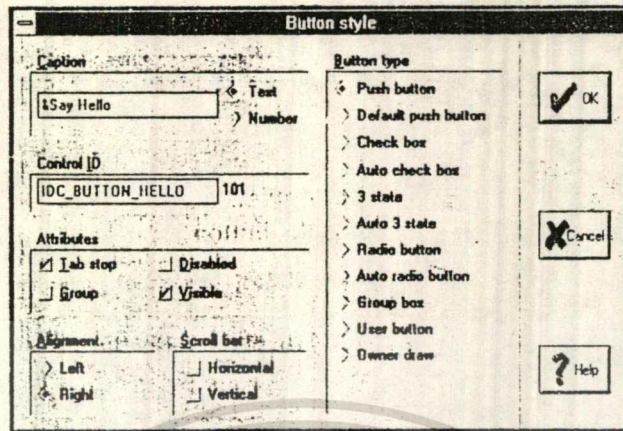 Button style
Caption
&Say Hello
Text
Number
Control ID
IDC_BUTTON_HELLO
101
Attributes
Tab stop
Disabled
Group
Visible
Alignment
Left
Right
Scroll bar
Horizontal
Vertical
Button type
Push button
Default push button
Check box
Auto check box
3 state
Auto 3 state
Radio button
Auto radio button
Group box
User button
Owner draw
OK
Cancel
Help